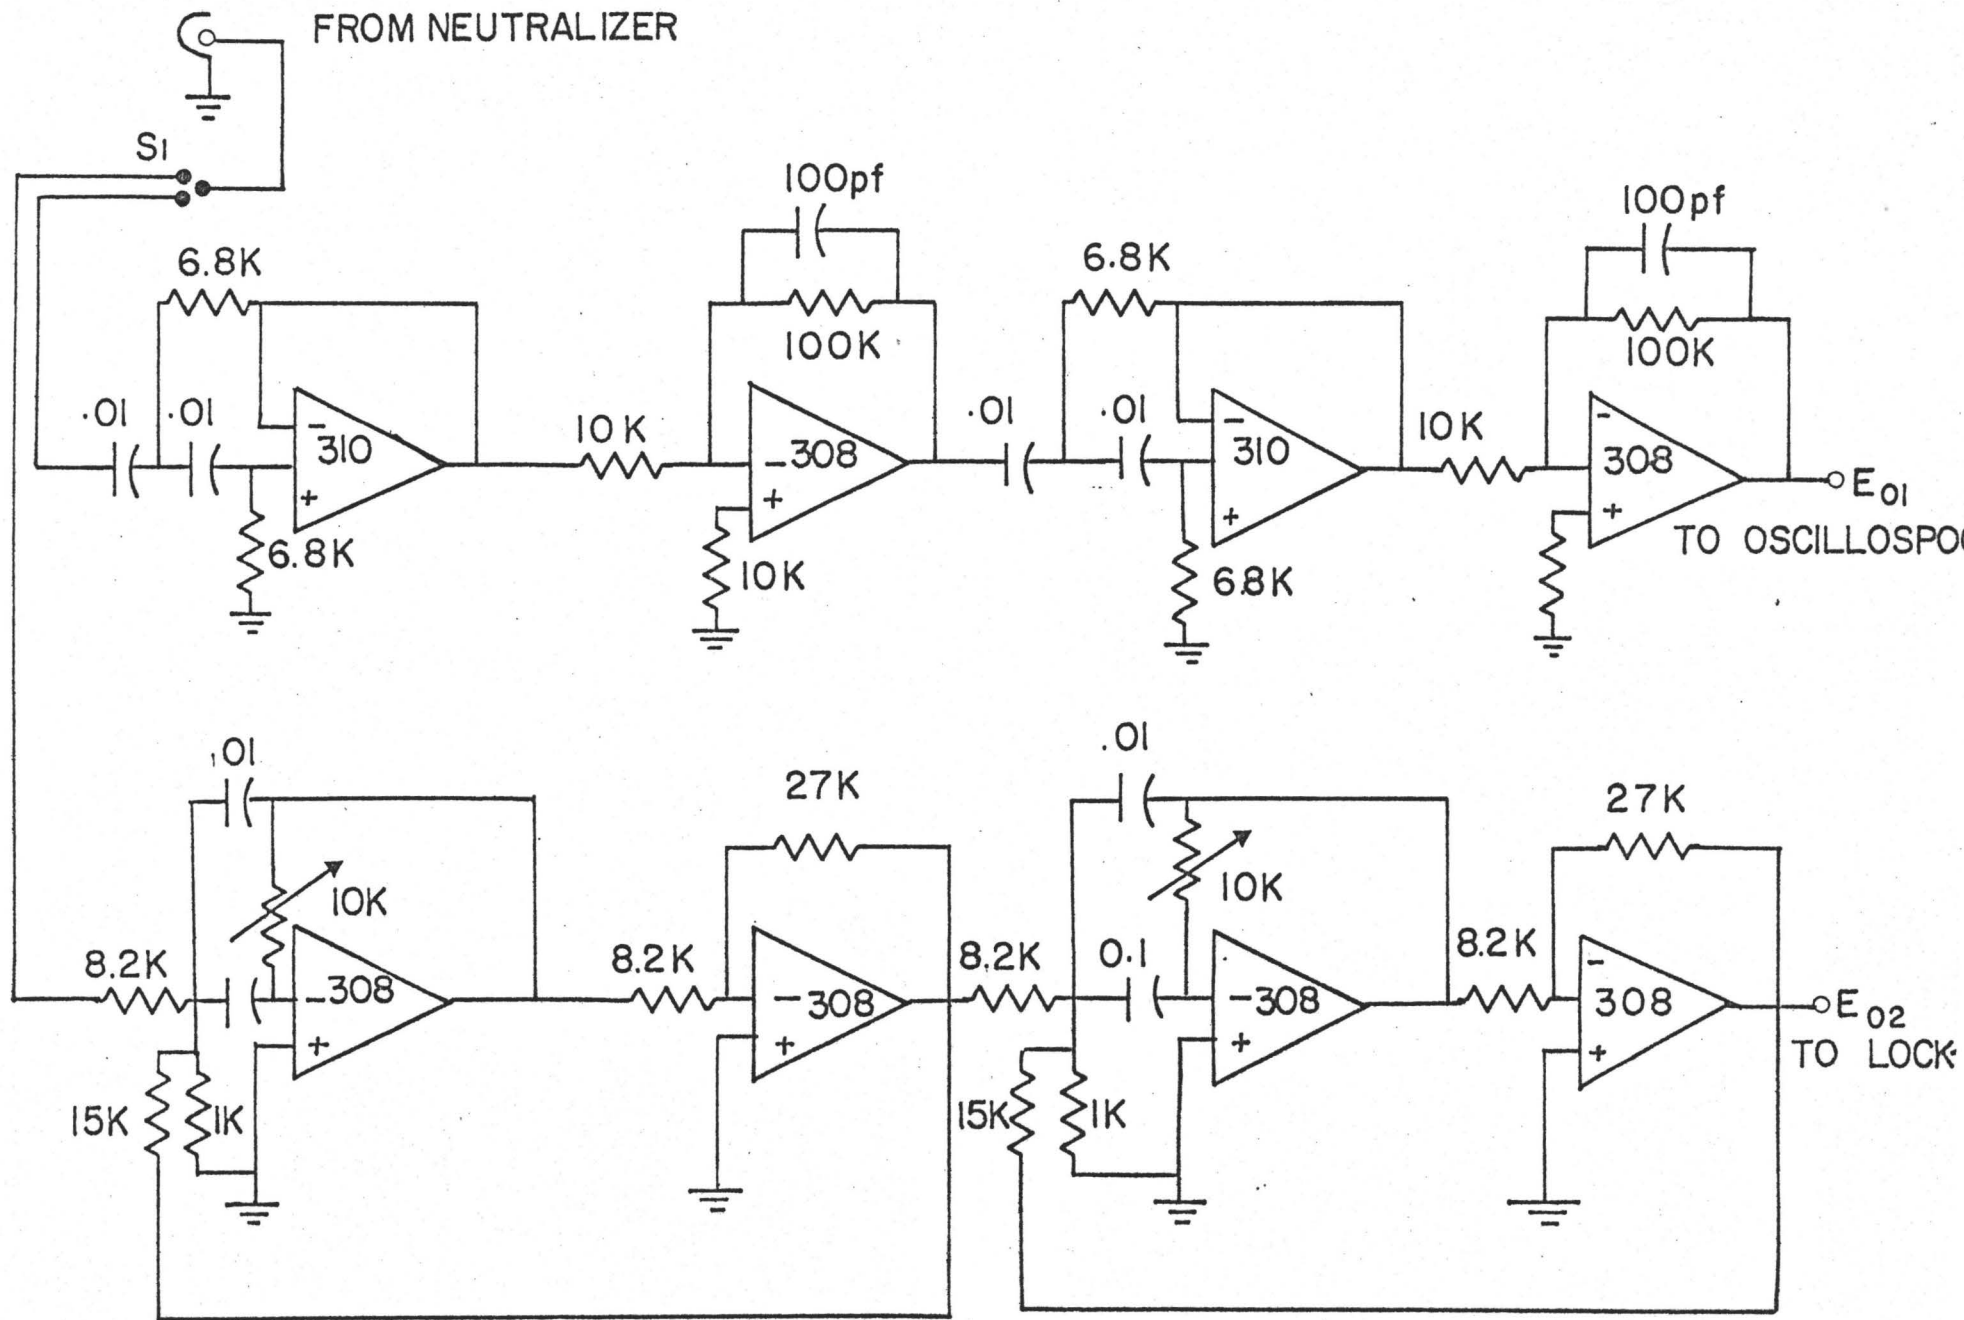 FROM NEUTRALIZER
S1
100pf
100pf
6.8K
6.8K
100K
100K
.01
.01
310
10K
308
.01
.01
310
10K
308
E01
TO OSCILLOSPO
6.8K
10K
6.8K
.01
.01
27K
27K
10K
10K
8.2K
308
8.2K
308
8.2K
0.1
308
8.2K
308
E02
TO LOCK
15K
1K
15K
1K